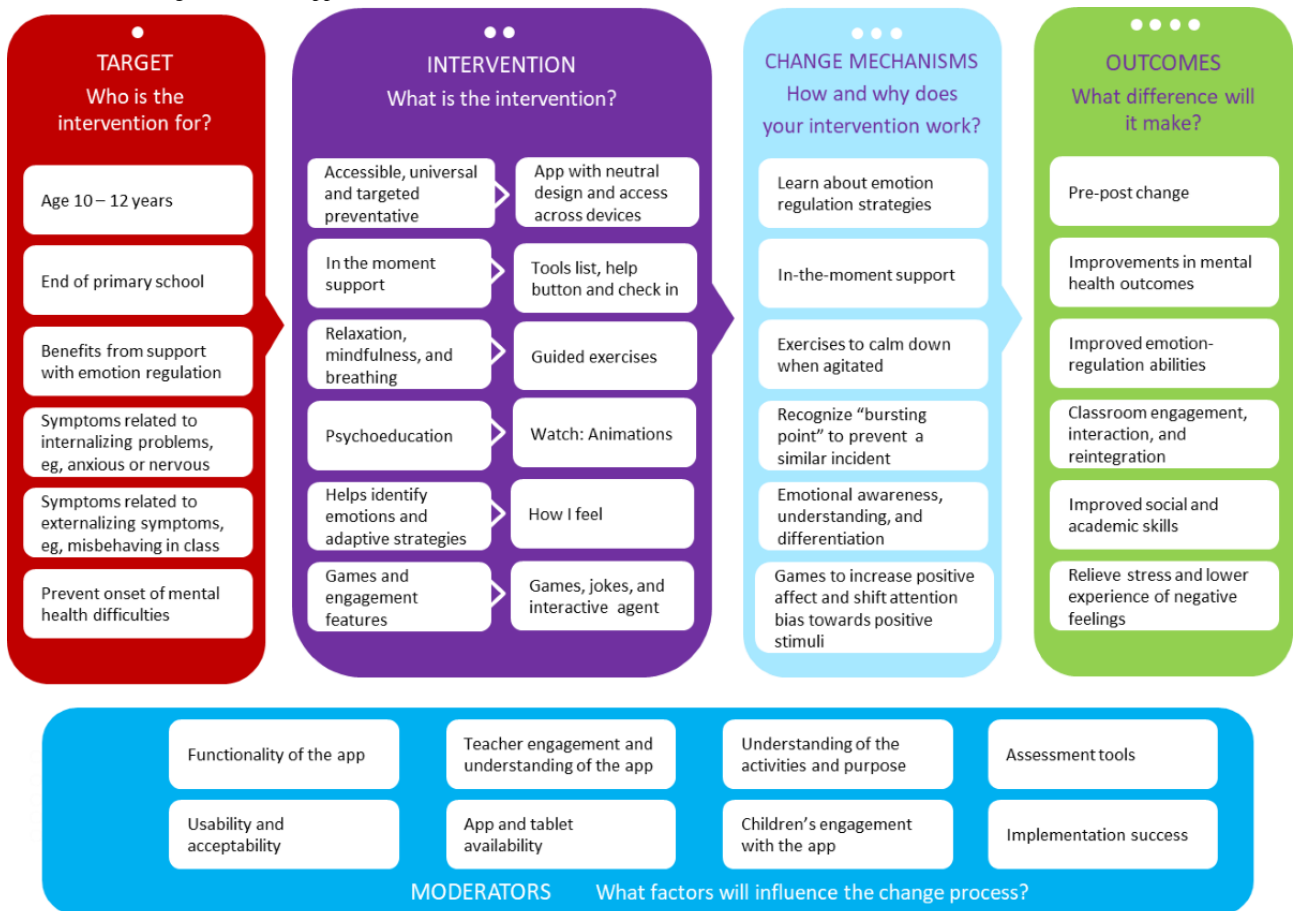 TARGET
Who is the
intervention for?
Age 10 – 12 years
End of primary school
Benefits from support
with emotion regulation
Symptoms related to
internalizing problems,
eg, anxious or nervous
Symptoms related to
externalizing symptoms,
eg, misbehaving in class
Prevent onset of mental
health difficulties
INTERVENTION
What is the intervention?
Accessible, universal
and targeted
preventative
App with neutral
design and access
across devices
In the moment
support
Tools list, help
button and check in
Relaxation,
mindfulness, and
breathing
Guided exercises
Psychoeducation
Watch: Animations
Helps identify
emotions and
adaptive strategies
How I feel
Games and
engagement
features
Games, jokes, and
interactive agent
CHANGE MECHANISMS
How and why does
your intervention work?
Learn about emotion
regulation strategies
In-the-moment support
Exercises to calm down
when agitated
Recognize “bursting
point” to prevent a
similar incident
Emotional awareness,
understanding, and
differentiation
Games to increase positive
affect and shift attention
bias towards positive
stimuli
OUTCOMES
What difference will
it make?
Pre-post change
Improvements in mental
health outcomes
Improved emotion-
regulation abilities
Classroom engagement,
interaction, and
reintegration
Improved social and
academic skills
Relieve stress and lower
experience of negative
feelings
Functionality of the app
Teacher engagement and
understanding of the app
Understanding of the
activities and purpose
Assessment tools
Usability and
acceptability
App and tablet
availability
Children’s engagement
with the app
Implementation success
MODERATORS What factors will influence the change process?